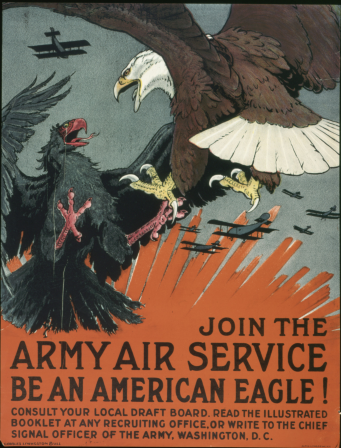 JOIN THE
ARMY AIR SERVICE
BE AN AMERICAN EAGLE!
CONSULT YOUR LOCAL DRAFT BOARD. READ THE ILLUSTRATED
BOOKLET AT ANY RECRUITING OFFICE, OR WRITE TO THE CHIEF
SIGNAL OFFICER OF THE ARMY, WASHINGTON, D.C.